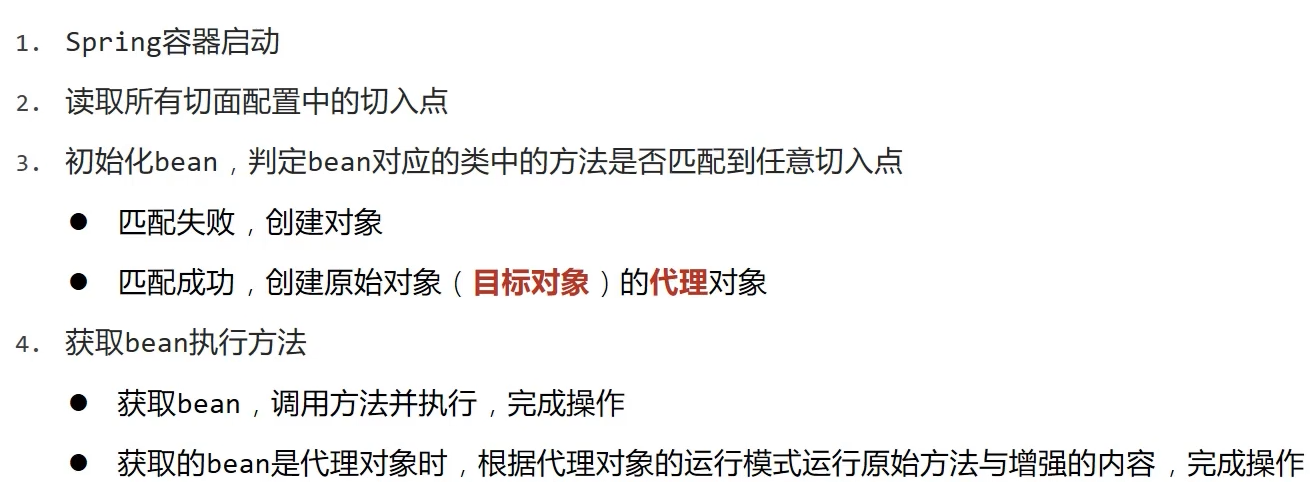 1. Spring容器启动
2. 读取所有切面配置中的切入点
3. 初始化bean，判定bean对应的类中的方法是否匹配到任意切入点
● 匹配失败，创建对象
● 匹配成功，创建原始对象（目标对象）的代理对象
4. 获取bean执行方法
● 获取bean，调用方法并执行，完成操作
● 获取的bean是代理对象时，根据代理对象的运行模式运行原始方法与增强的内容，完成操作